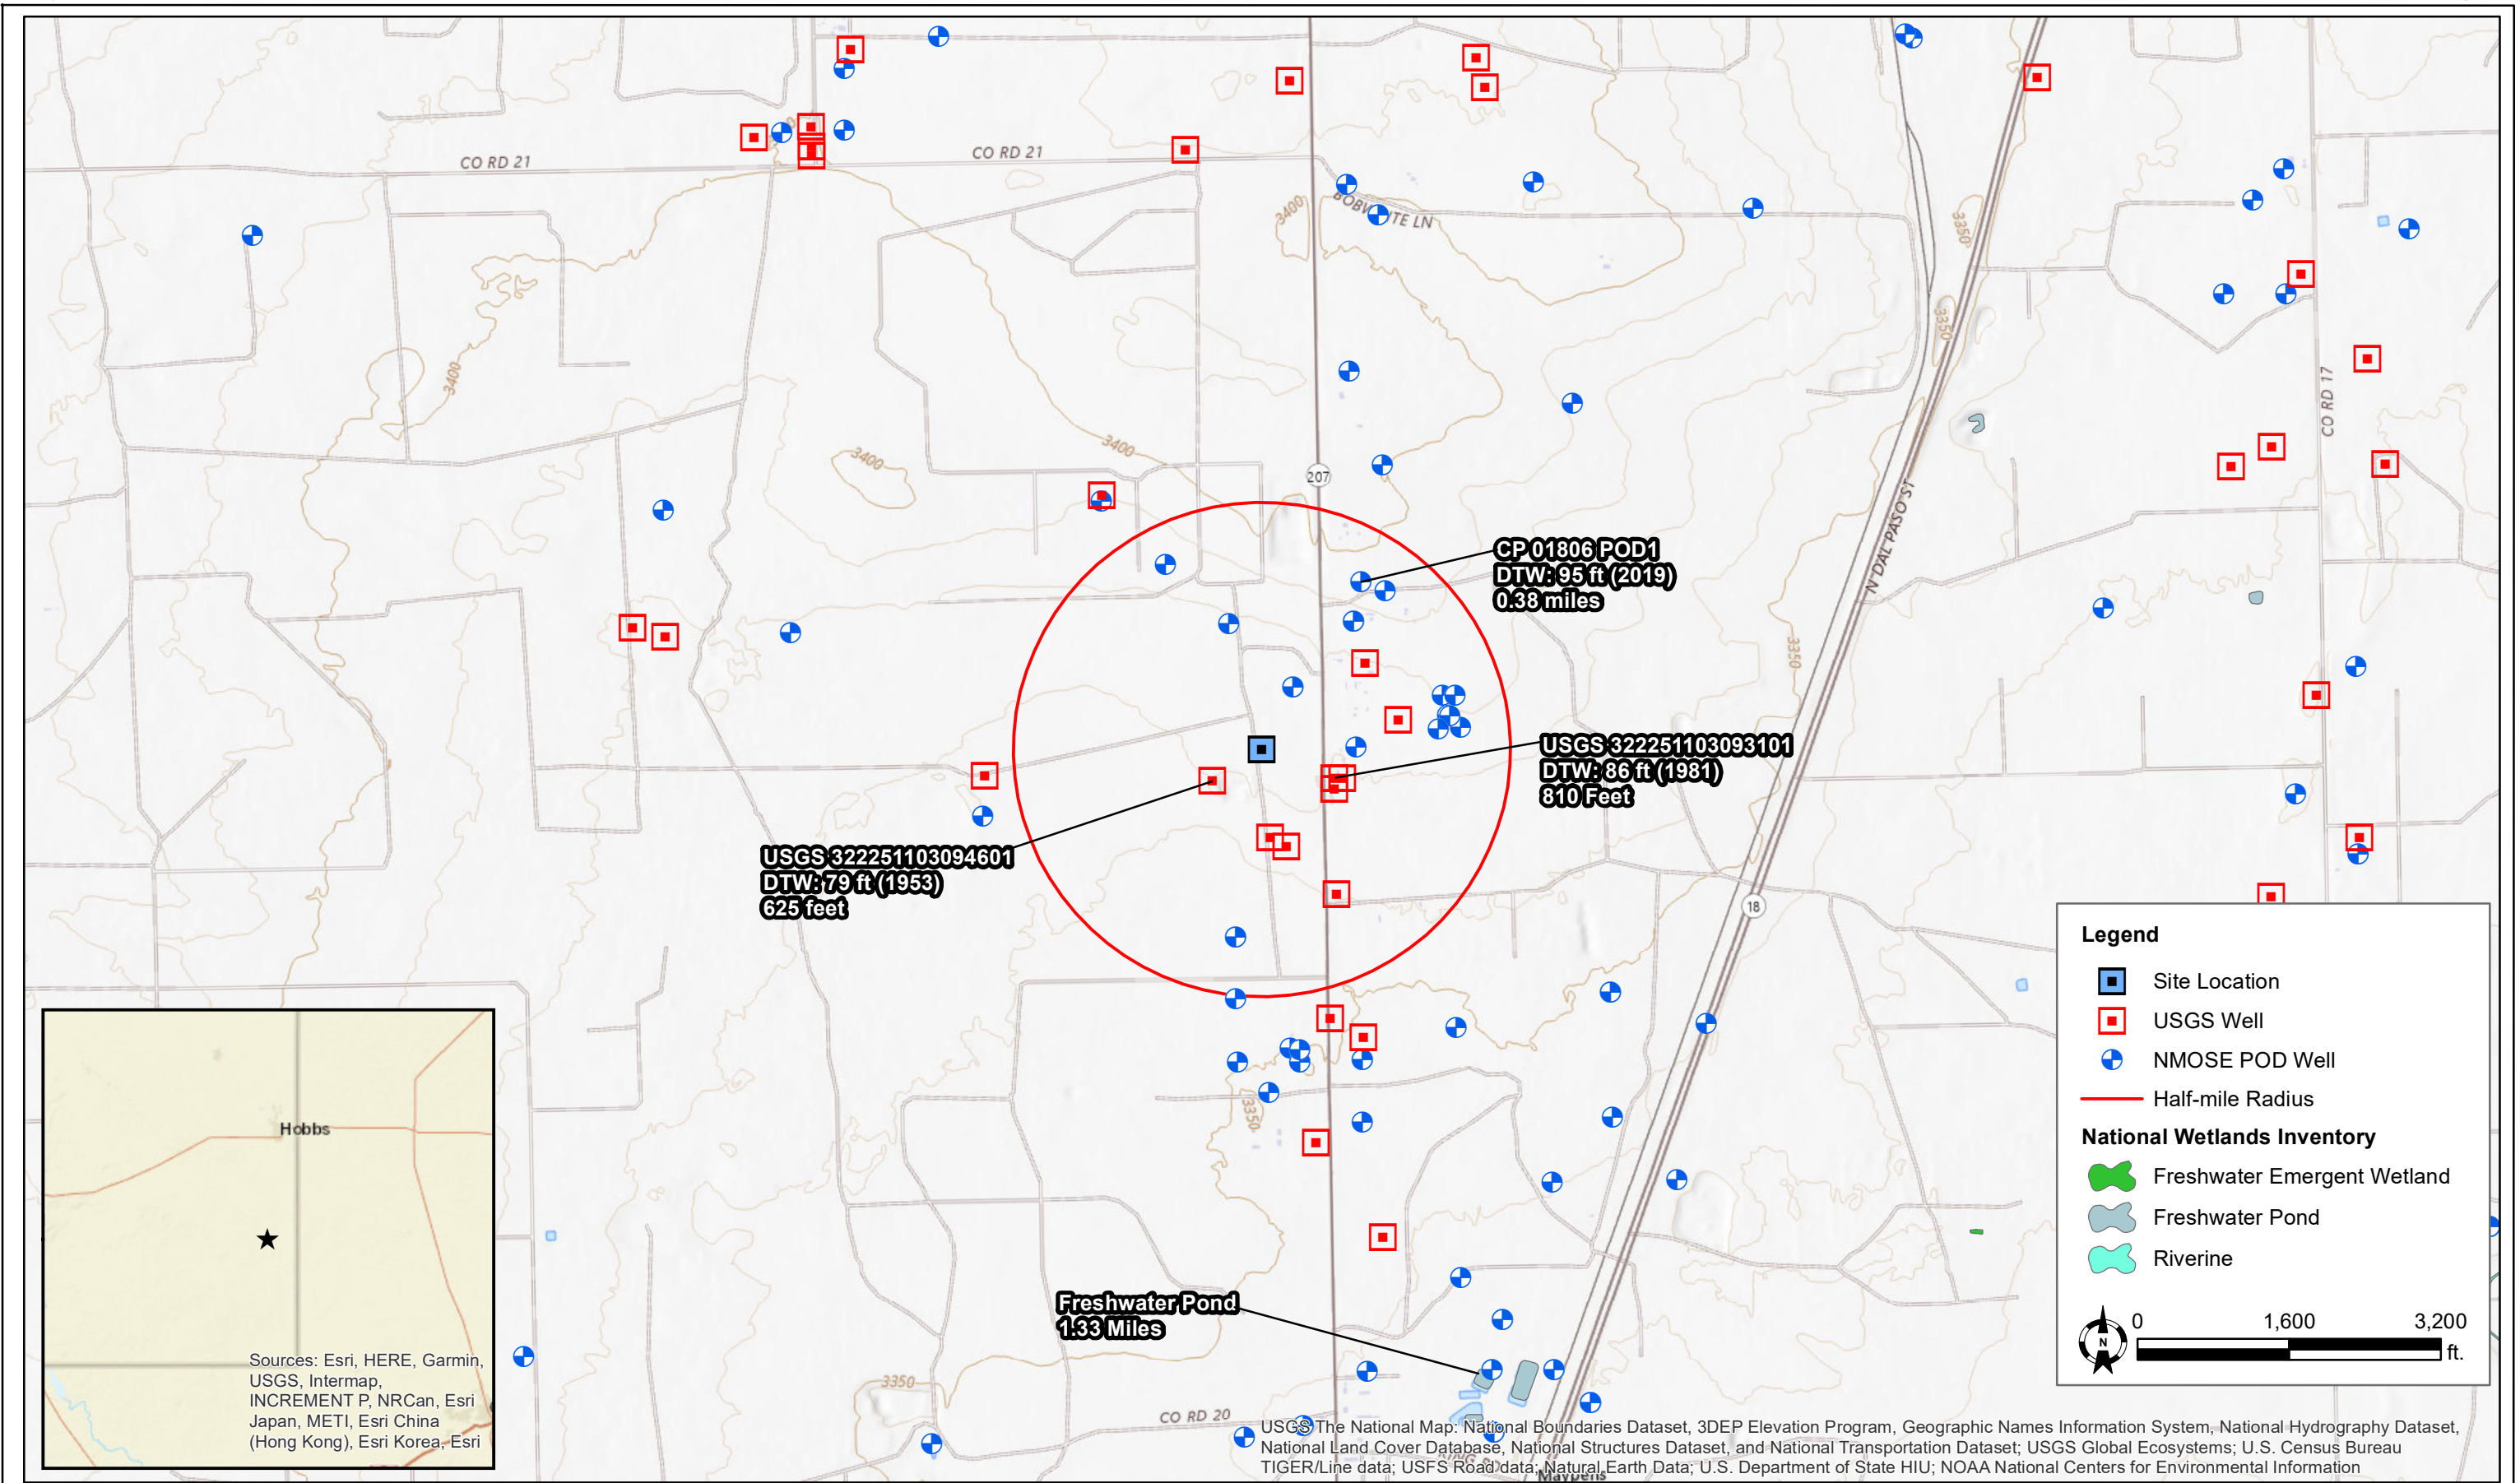 CO RD 21
CO RD 21
3400
3350
3350
3400
CO RD 17
3400
3400
207
N DAL PASO ST
CP 01806 POD1
DTW: 95 ft (2019)
0.38 miles
3350
USGS 322251103093101
DTW: 86 ft (1981)
810 Feet
USGS 322251103094601
DTW: 79 ft (1953)
625 feet
18
Legend
Site Location
USGS Well
NMOSE POD Well
Half-mile Radius
National Wetlands Inventory
Freshwater Emergent Wetland
Freshwater Pond
Riverine
N
0 1,600 3,200
ft.
Hobbs
3350
Freshwater Pond
1.33 Miles
3350
CO RD 20
Sources: Esri, HERE, Garmin,
USGS, Intermap,
INCREMENT P, NRCan, Esri
Japan, METI, Esri China
(Hong Kong), Esri Korea, Esri
USGS The National Map: National Boundaries Dataset, 3DEP Elevation Program, Geographic Names Information System, National Hydrography Dataset,
National Land Cover Database, National Structures Dataset, and National Transportation Dataset; USGS Global Ecosystems; U.S. Census Bureau
TIGER/Line data; USFS Road data; Natural Earth Data; U.S. Department of State HIU; NOAA National Centers for Environmental Information